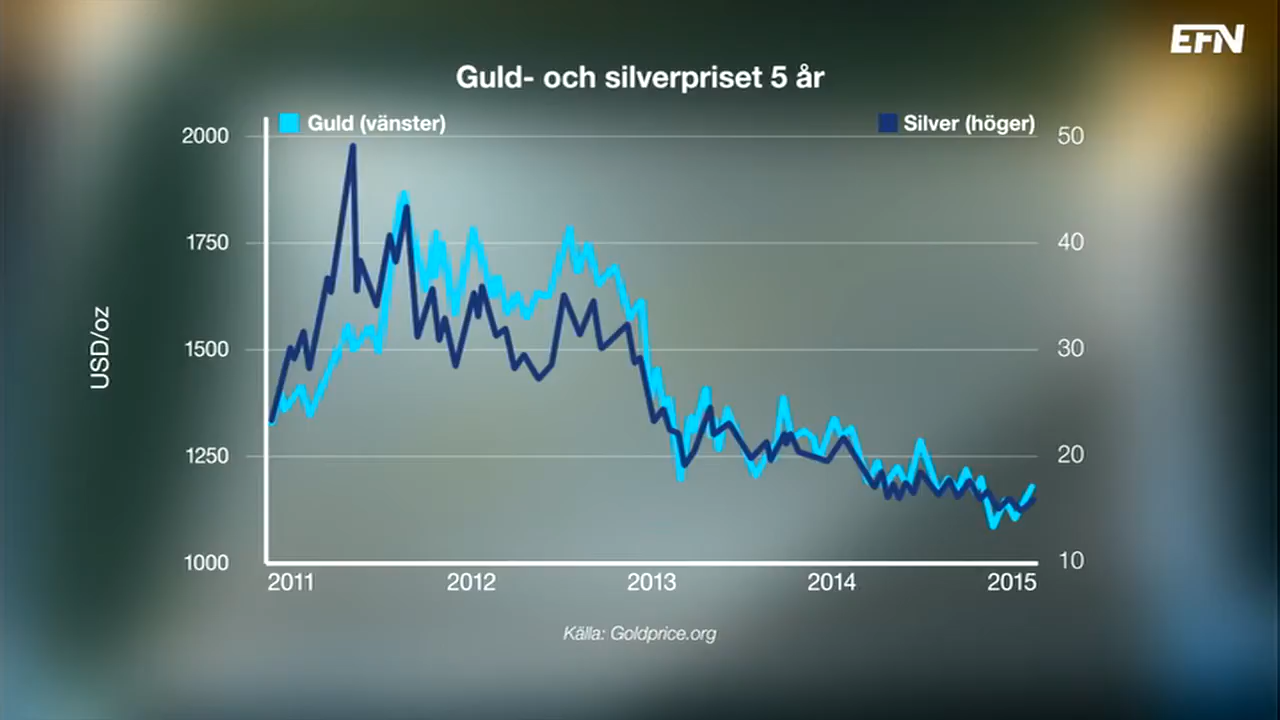 EFN
Guld- och silverpriset 5 år
Guld (vänster)
Silver (höger)
2000
50
1750
40
1500
30
1250
20
1000
10
USD/oz
2011
2012
2013
2014
2015
Källa: Goldprice.org